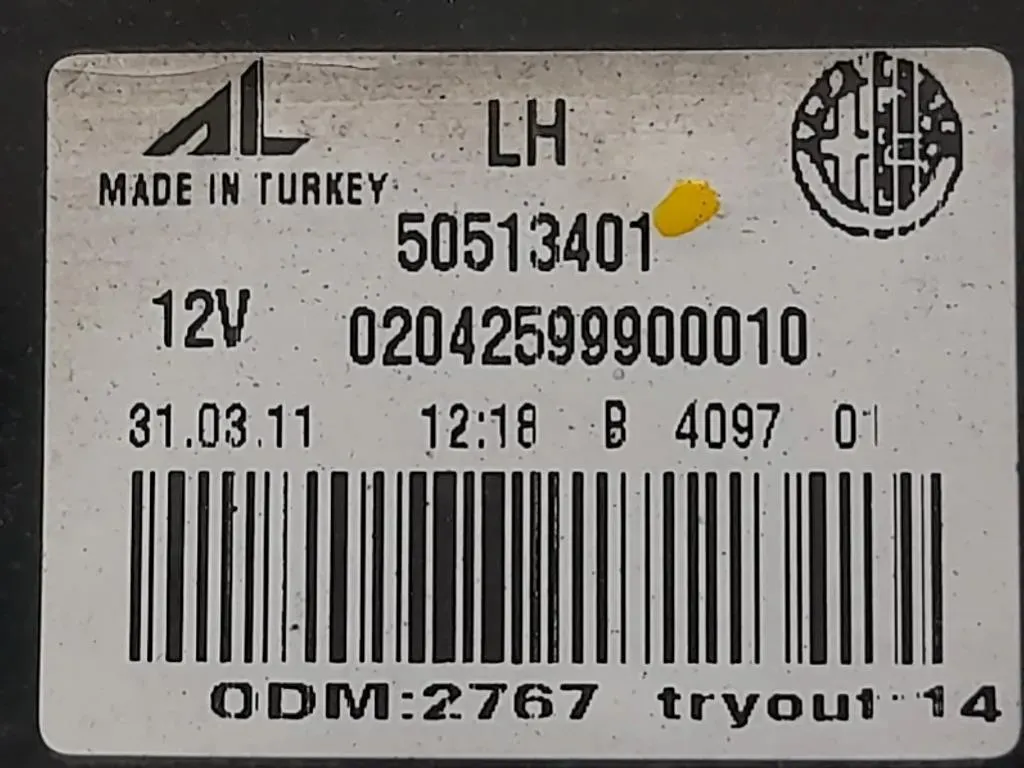 AL
LH
MADE IN TURKEY
50513401
12V 02042599900010
31.03.11 12:18 B 4097 01
ODM:2767 tryout 14